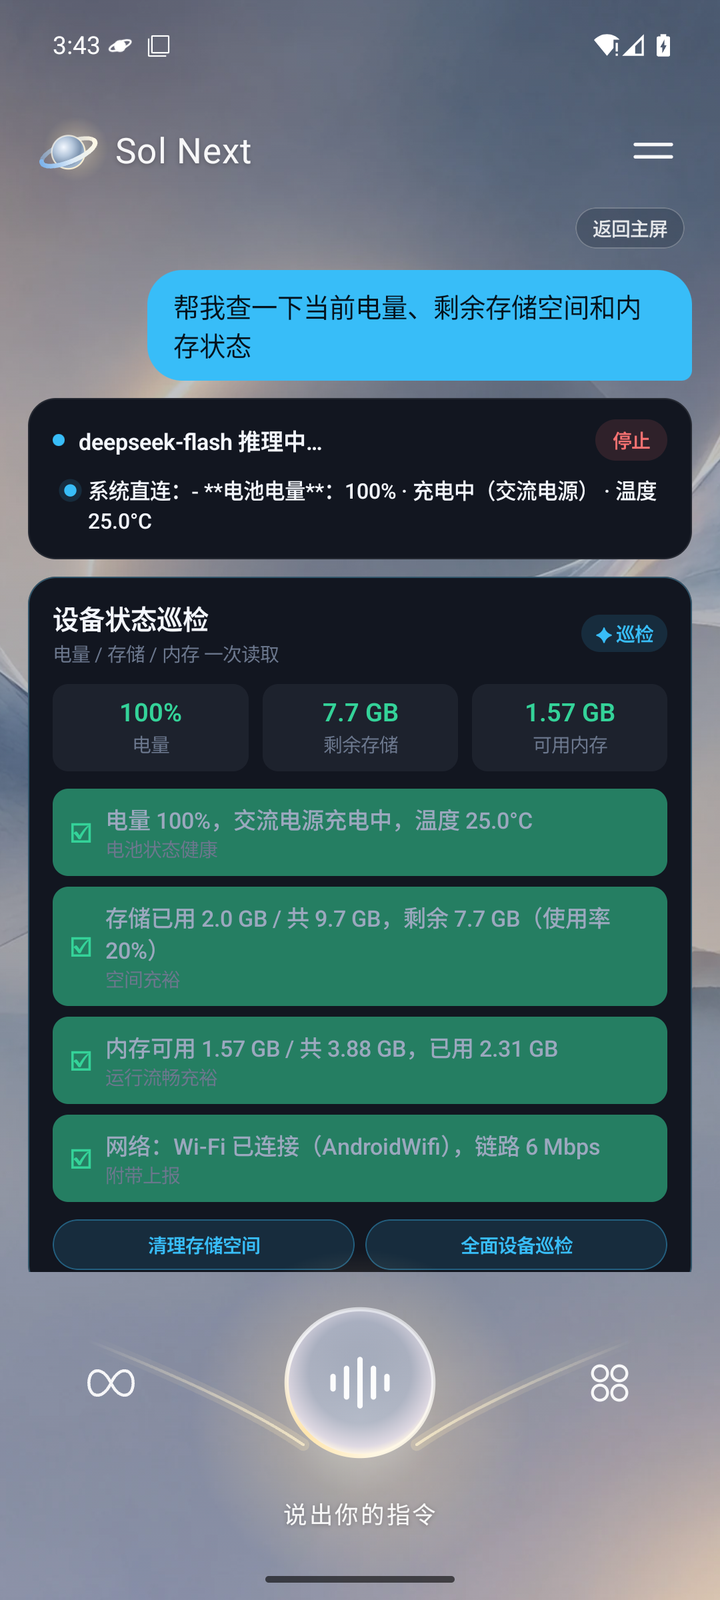 3:43
Sol Next
返回主屏
帮我查一下当前电量、剩余存储空间和内
存状态
deepseek-flash 推理中...
停止
系统直连：- **电池电量**：100% · 充电中（交流电源） · 温度
25.0°C
设备状态巡检
电量 / 存储 / 内存 一次读取
✦ 巡检
100%
电量
7.7 GB
剩余存储
1.57 GB
可用内存
电量 100%，交流电源充电中，温度 25.0°C
电池状态健康
存储已用 2.0 GB / 共 9.7 GB，剩余 7.7 GB（使用率
20%）
空间充裕
内存可用 1.57 GB / 共 3.88 GB，已用 2.31 GB
运行流畅充裕
网络：Wi-Fi 已连接（AndroidWifi），链路 6 Mbps
附带上报
清理存储空间
全面设备巡检
说出你的指令